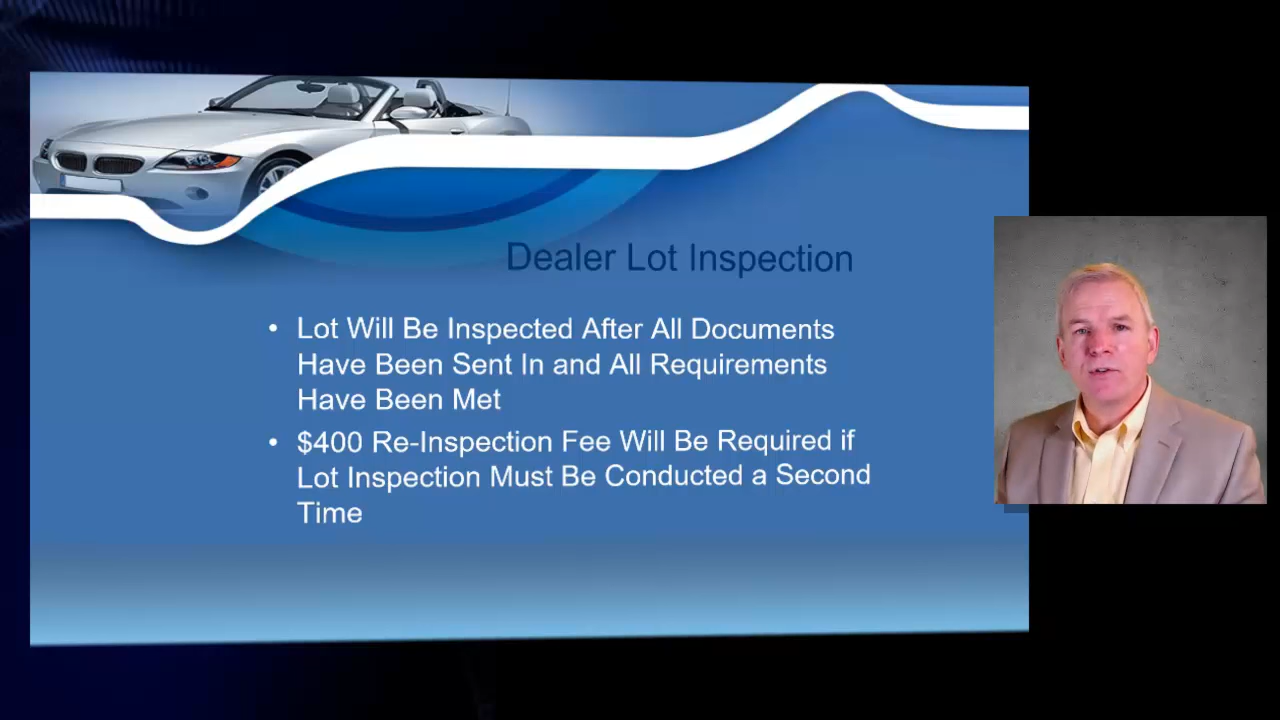 Dealer Lot Inspection
• Lot Will Be Inspected After All Documents
Have Been Sent In and All Requirements
Have Been Met
• $400 Re-Inspection Fee Will Be Required if
Lot Inspection Must Be Conducted a Second
Time